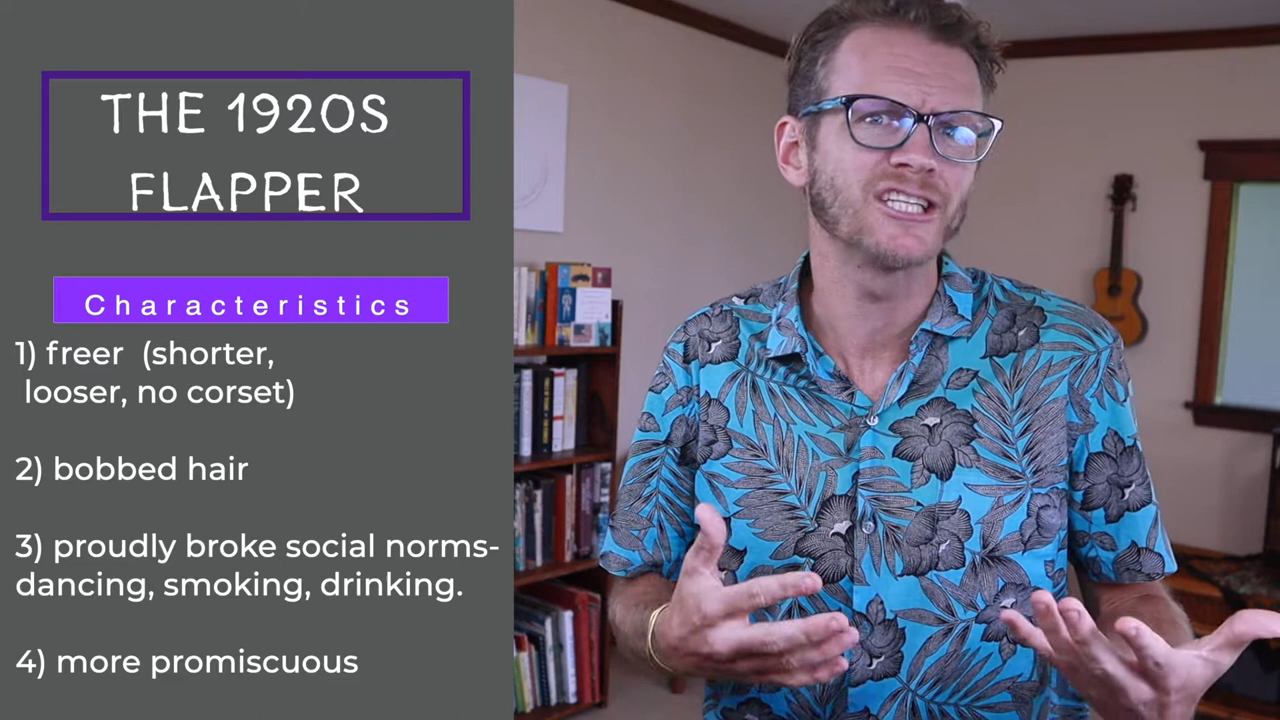 THE 1920S
FLAPPER
Characteristics
1) freer (shorter,
looser, no corset)
2) bobbed hair
3) proudly broke social norms-
dancing, smoking, drinking.
4) more promiscuous